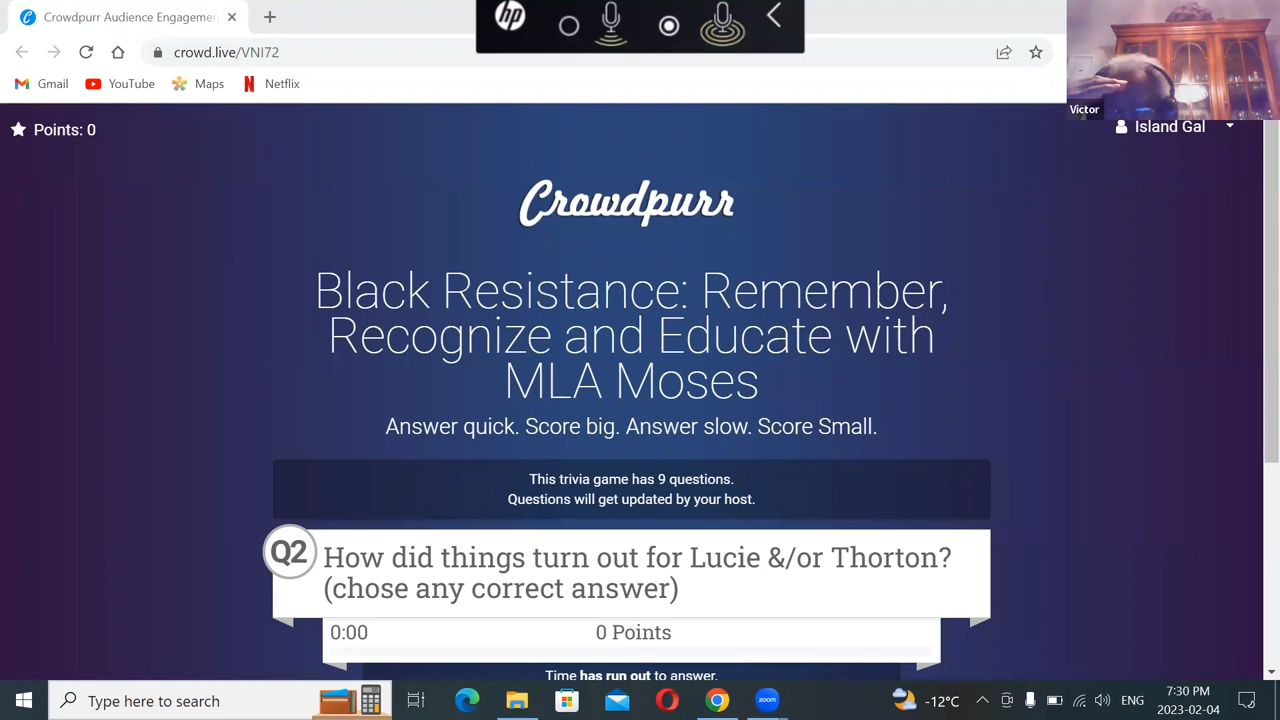 Crowdpurr Audience Engagemen
hp
crowd.live/VNI72
Gmail
YouTube
Maps
Netflix
Victor
Points: 0
Island Gal
Crowdpurr
Black Resistance: Remember,
Recognize and Educate with
MLA Moses
Answer quick. Score big. Answer slow. Score Small.
This trivia game has 9 questions.
Questions will get updated by your host.
Q2
How did things turn out for Lucie &/or Thorton?
(chose any correct answer)
0:00
0 Points
Time has run out to answer.
Type here to search
-12°C
ENG
7:30 PM
2023-02-04